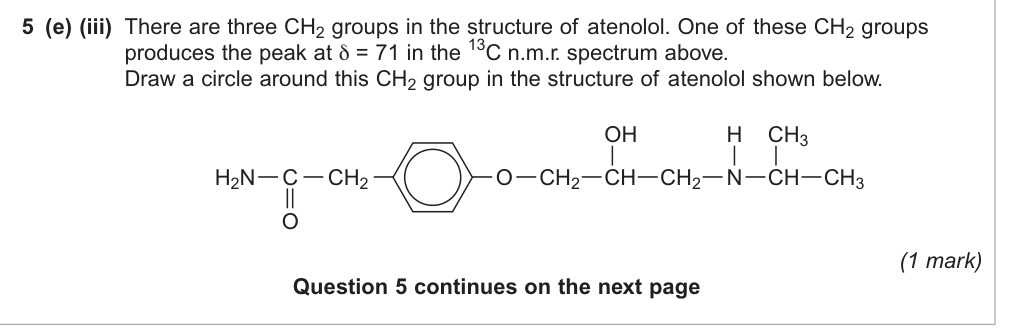 5 (e) (iii) There are three CH₂ groups in the structure of atenolol. One of these CH₂ groups
produces the peak at δ = 71 in the ¹³C n.m.r. spectrum above.
Draw a circle around this CH₂ group in the structure of atenolol shown below.
OH H CH₃
H₂N—C—CH₂—O—CH₂—CH—CH₂—N—CH—CH₃
O
(1 mark)
Question 5 continues on the next page